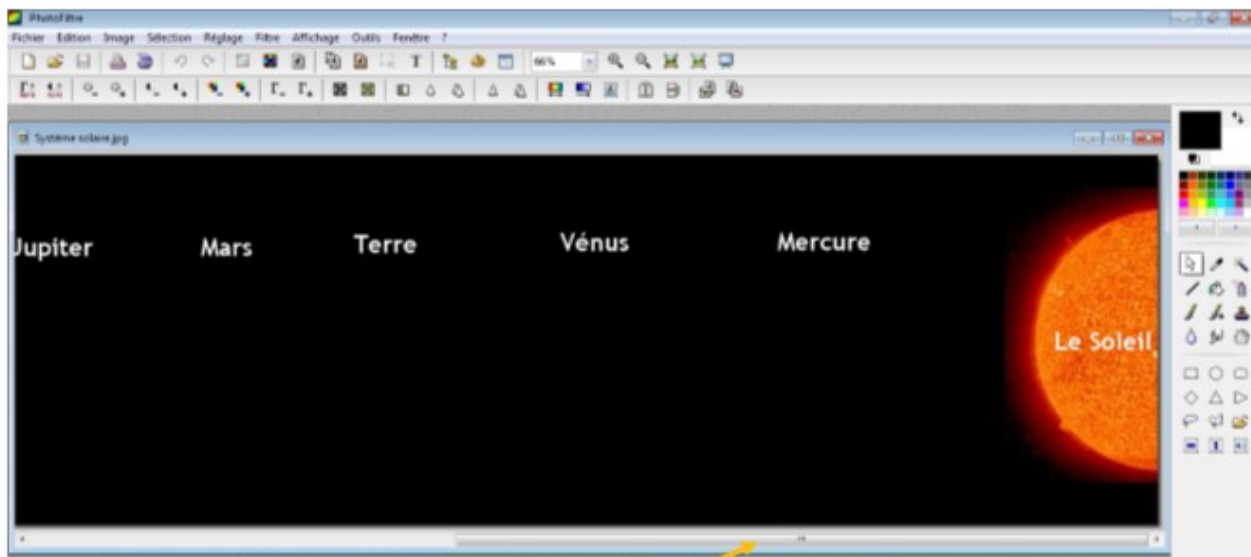 PhotoFiltre
Fichier Edition Image Sélection Réglage Filtre Affichage Outils Fenêtre ?
66%
Système solaire.jpg
Jupiter Mars Terre Vénus Mercure
Le Soleil